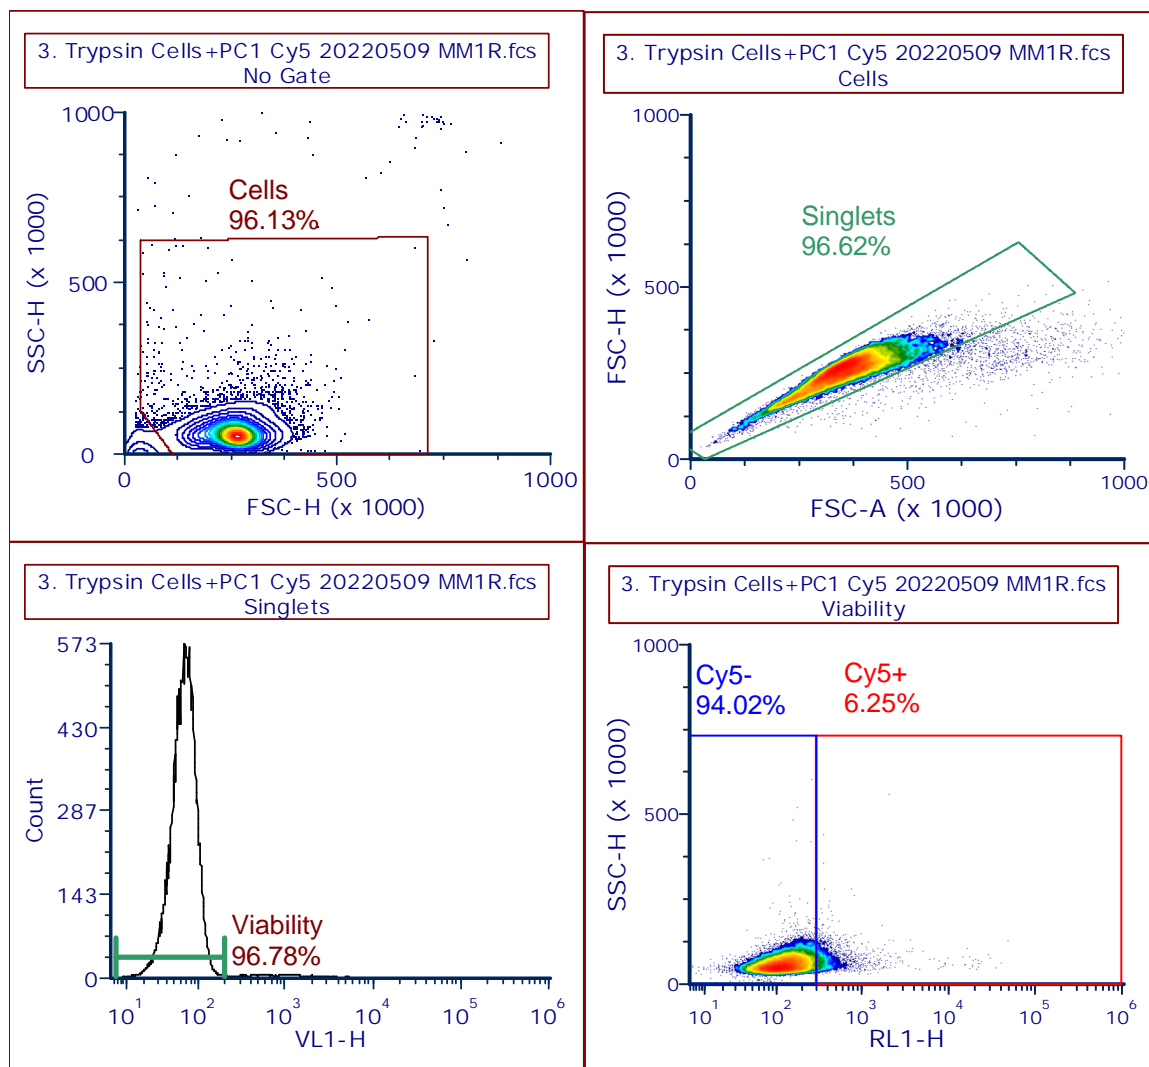 3. Trypsin Cells+PC1 Cy5 20220509 MM1R.fcs
No Gate
1000
500
0
SSC-H (x 1000)
Cells
96.13%
0
500
1000
FSC-H (x 1000)
3. Trypsin Cells+PC1 Cy5 20220509 MM1R.fcs
Cells
1000
500
0
FSC-H (x 1000)
Singlets
96.62%
0
500
1000
FSC-A (x 1000)
3. Trypsin Cells+PC1 Cy5 20220509 MM1R.fcs
Singlets
573
430
287
143
0
Count
Viability
96.78%
10^1 10^2 10^3 10^4 10^5 10^6
VL1-H
3. Trypsin Cells+PC1 Cy5 20220509 MM1R.fcs
Viability
1000
500
0
SSC-H (x 1000)
Cy5-
94.02%
Cy5+
6.25%
10^1 10^2 10^3 10^4 10^5 10^6
RL1-H